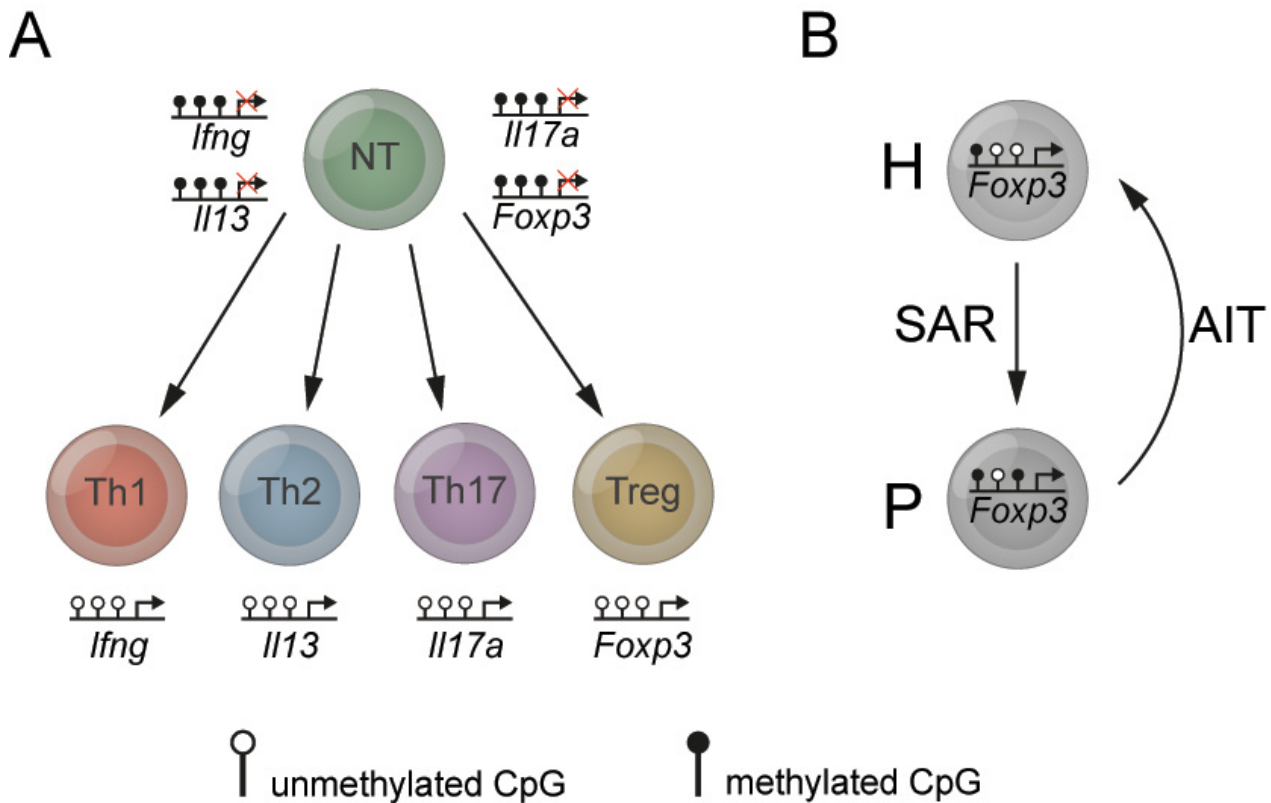 A
B
Ifng
Il13
NT
Il17a
Foxp3
H
Foxp3
SAR
AIT
P
Foxp3
Th1
Th2
Th17
Treg
Ifng
Il13
Il17a
Foxp3
unmethylated CpG
methylated CpG